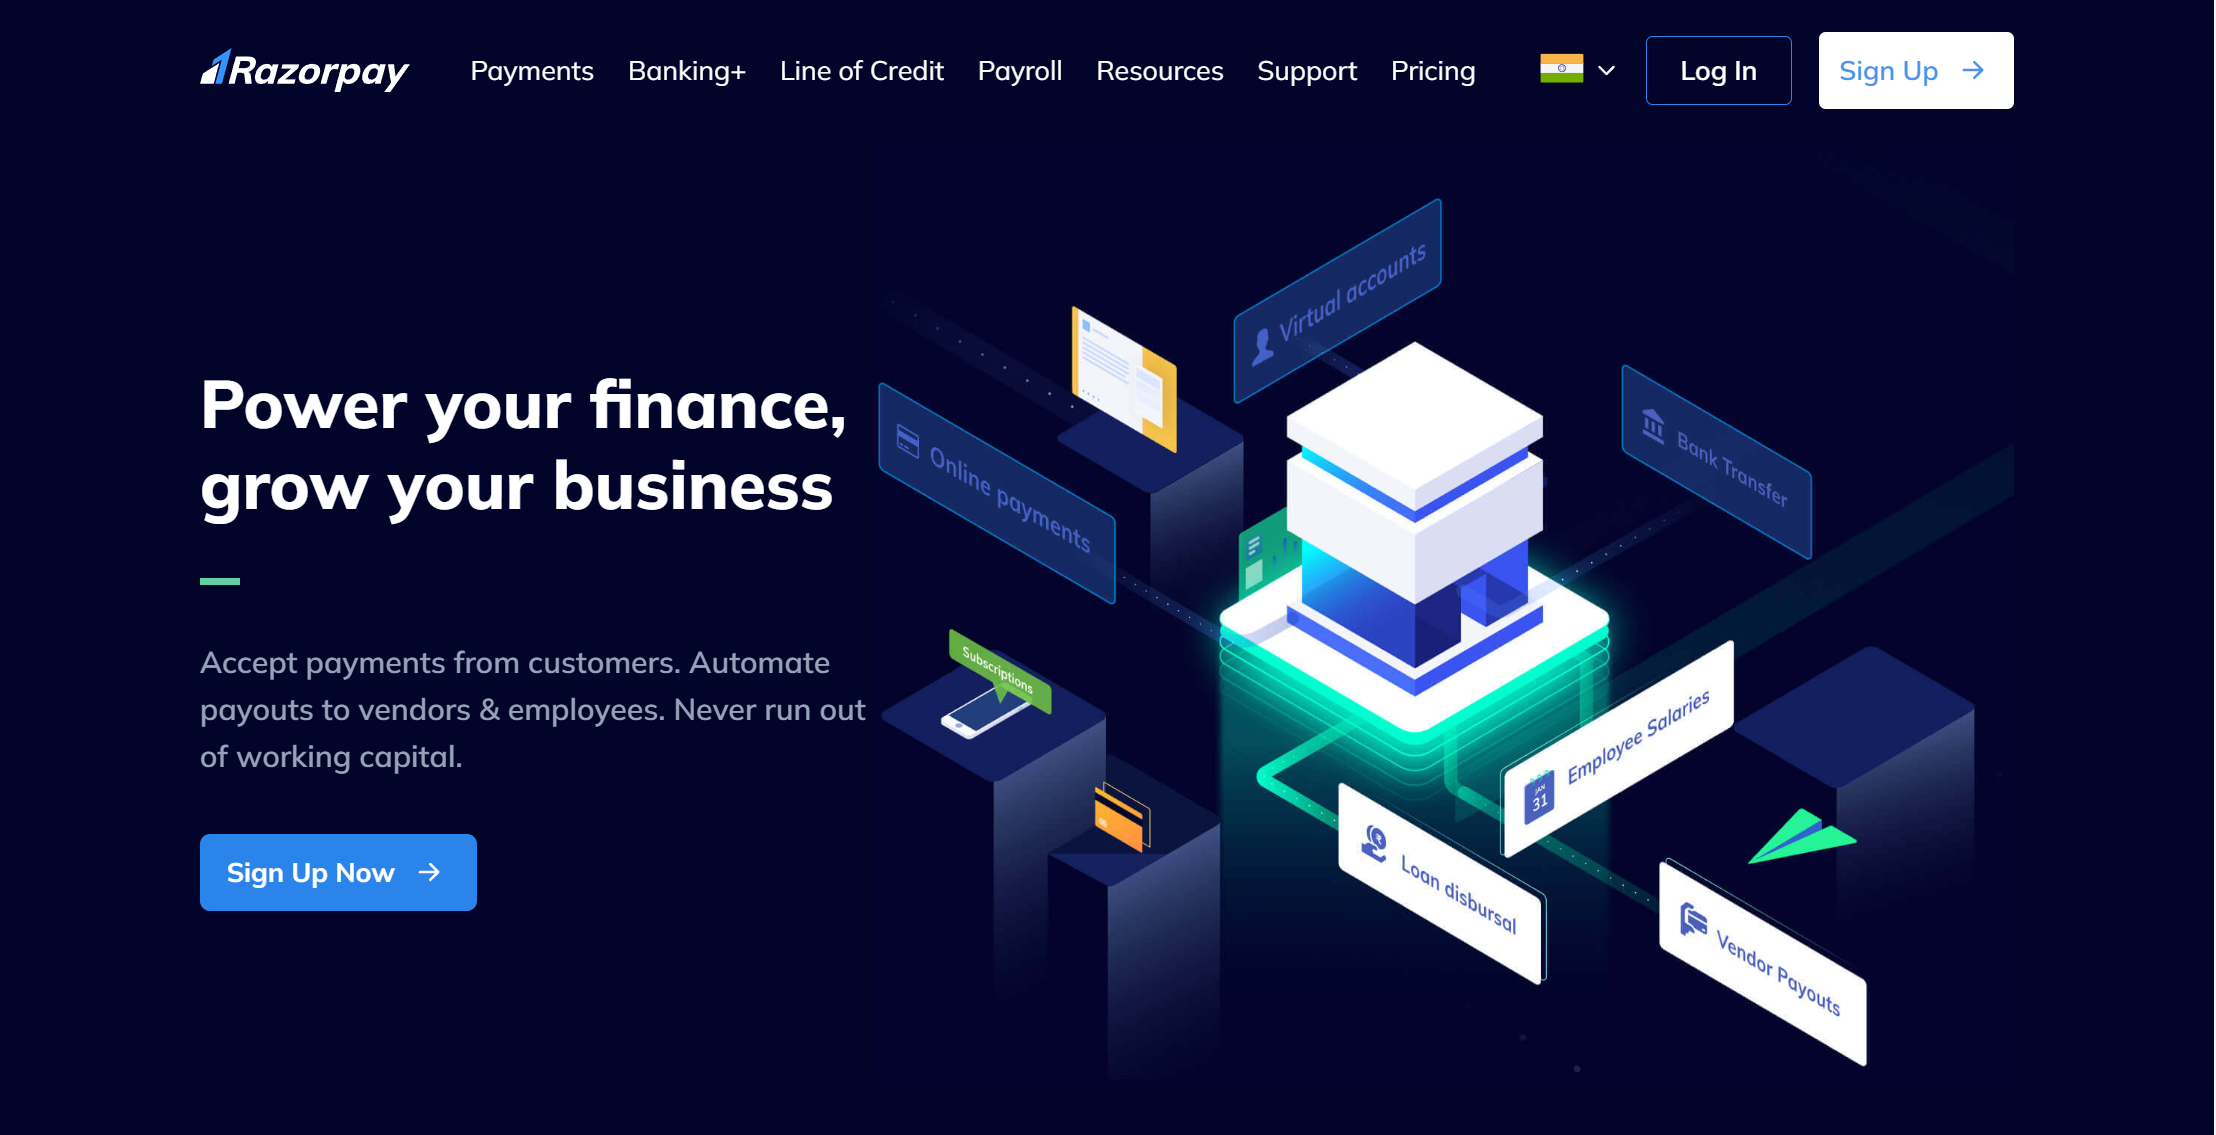 Razorpay
Payments
Banking+
Line of Credit
Payroll
Resources
Support
Pricing
Log In
Sign Up
Power your finance,
grow your business
Accept payments from customers. Automate
payouts to vendors & employees. Never run out
of working capital.
Sign Up Now
Virtual accounts
Online payments
Bank Transfer
Subscriptions
Employee Salaries
JAN
31
Loan disbursal
Vendor Payouts